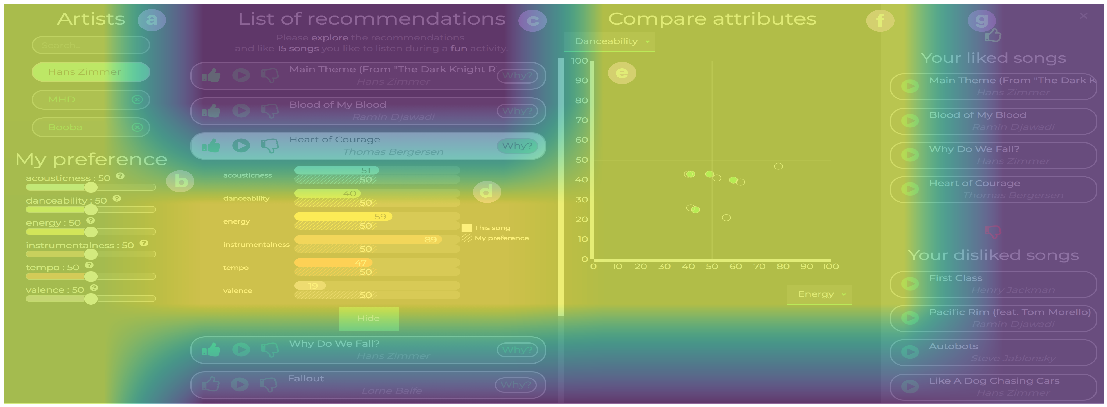 Artists
a
Search...
Hans Zimmer
MHD
Booba
My preference
b
acousticness : 50 ?
danceability : 50 ?
energy : 50 ?
instrumentalness : 50 ?
tempo : 50 ?
valence : 50 ?
List of recommendations
c
Please explore the recommendations
and like 15 songs you like to listen during a fun activity.
Main Theme (From "The Dark Knight R
Hans Zimmer
Why?
Blood of My Blood
Ramin Djawadi
Why?
Heart of Courage
Thomas Bergersen
Why?
d
acousticness 51 50
danceability 40 50
energy 59 50
instrumentalness 89 50
tempo 47 50
valence 19 50
This song
My preference
Hide
Why Do We Fall?
Hans Zimmer
Why?
Fallout
Lorne Balfe
Why?
Compare attributes
f
Danceability
e
100
90
80
70
60
50
40
30
20
10
0
0 10 20 30 40 50 60 70 80 90 100
Energy
g
×
Your liked songs
Main Theme (From "The Dark K
Hans Zimmer
Blood of My Blood
Ramin Djawadi
Why Do We Fall?
Hans Zimmer
Heart of Courage
Thomas Bergersen
Your disliked songs
First Class
Henry Jackman
Pacific Rim (feat. Tom Morello)
Ramin Djawadi
Autobots
Steve Jablonsky
Like A Dog Chasing Cars
Hans Zimmer